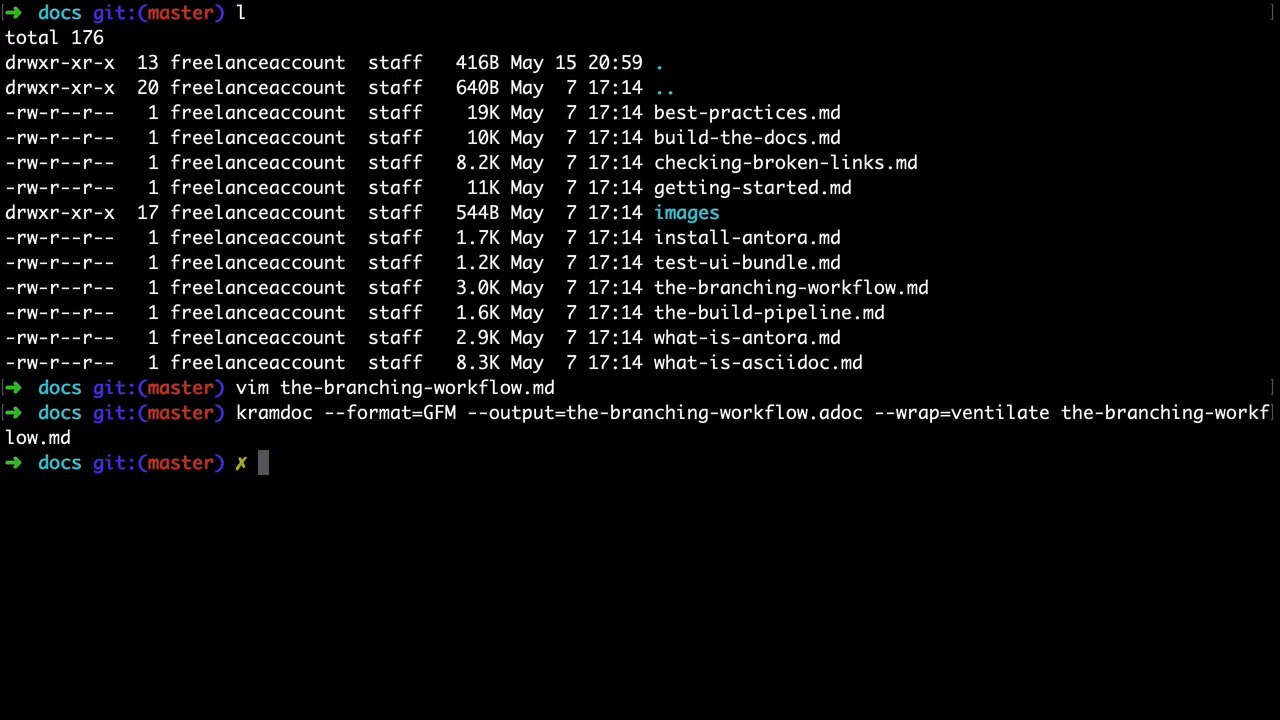 ➜  docs git:(master) l
total 176
drwxr-xr-x  13 freelanceaccount  staff   416B May 15 20:59 .
drwxr-xr-x  20 freelanceaccount  staff   640B May  7 17:14 ..
-rw-r--r--   1 freelanceaccount  staff    19K May  7 17:14 best-practices.md
-rw-r--r--   1 freelanceaccount  staff    10K May  7 17:14 build-the-docs.md
-rw-r--r--   1 freelanceaccount  staff   8.2K May  7 17:14 checking-broken-links.md
-rw-r--r--   1 freelanceaccount  staff    11K May  7 17:14 getting-started.md
drwxr-xr-x  17 freelanceaccount  staff   544B May  7 17:14 images
-rw-r--r--   1 freelanceaccount  staff   1.7K May  7 17:14 install-antora.md
-rw-r--r--   1 freelanceaccount  staff   1.2K May  7 17:14 test-ui-bundle.md
-rw-r--r--   1 freelanceaccount  staff   3.0K May  7 17:14 the-branching-workflow.md
-rw-r--r--   1 freelanceaccount  staff   1.6K May  7 17:14 the-build-pipeline.md
-rw-r--r--   1 freelanceaccount  staff   2.9K May  7 17:14 what-is-antora.md
-rw-r--r--   1 freelanceaccount  staff   8.3K May  7 17:14 what-is-asciidoc.md
➜  docs git:(master) vim the-branching-workflow.md
➜  docs git:(master) kramdoc --format=GFM --output=the-branching-workflow.adoc --wrap=ventilate the-branching-workf
low.md
➜  docs git:(master) ✗